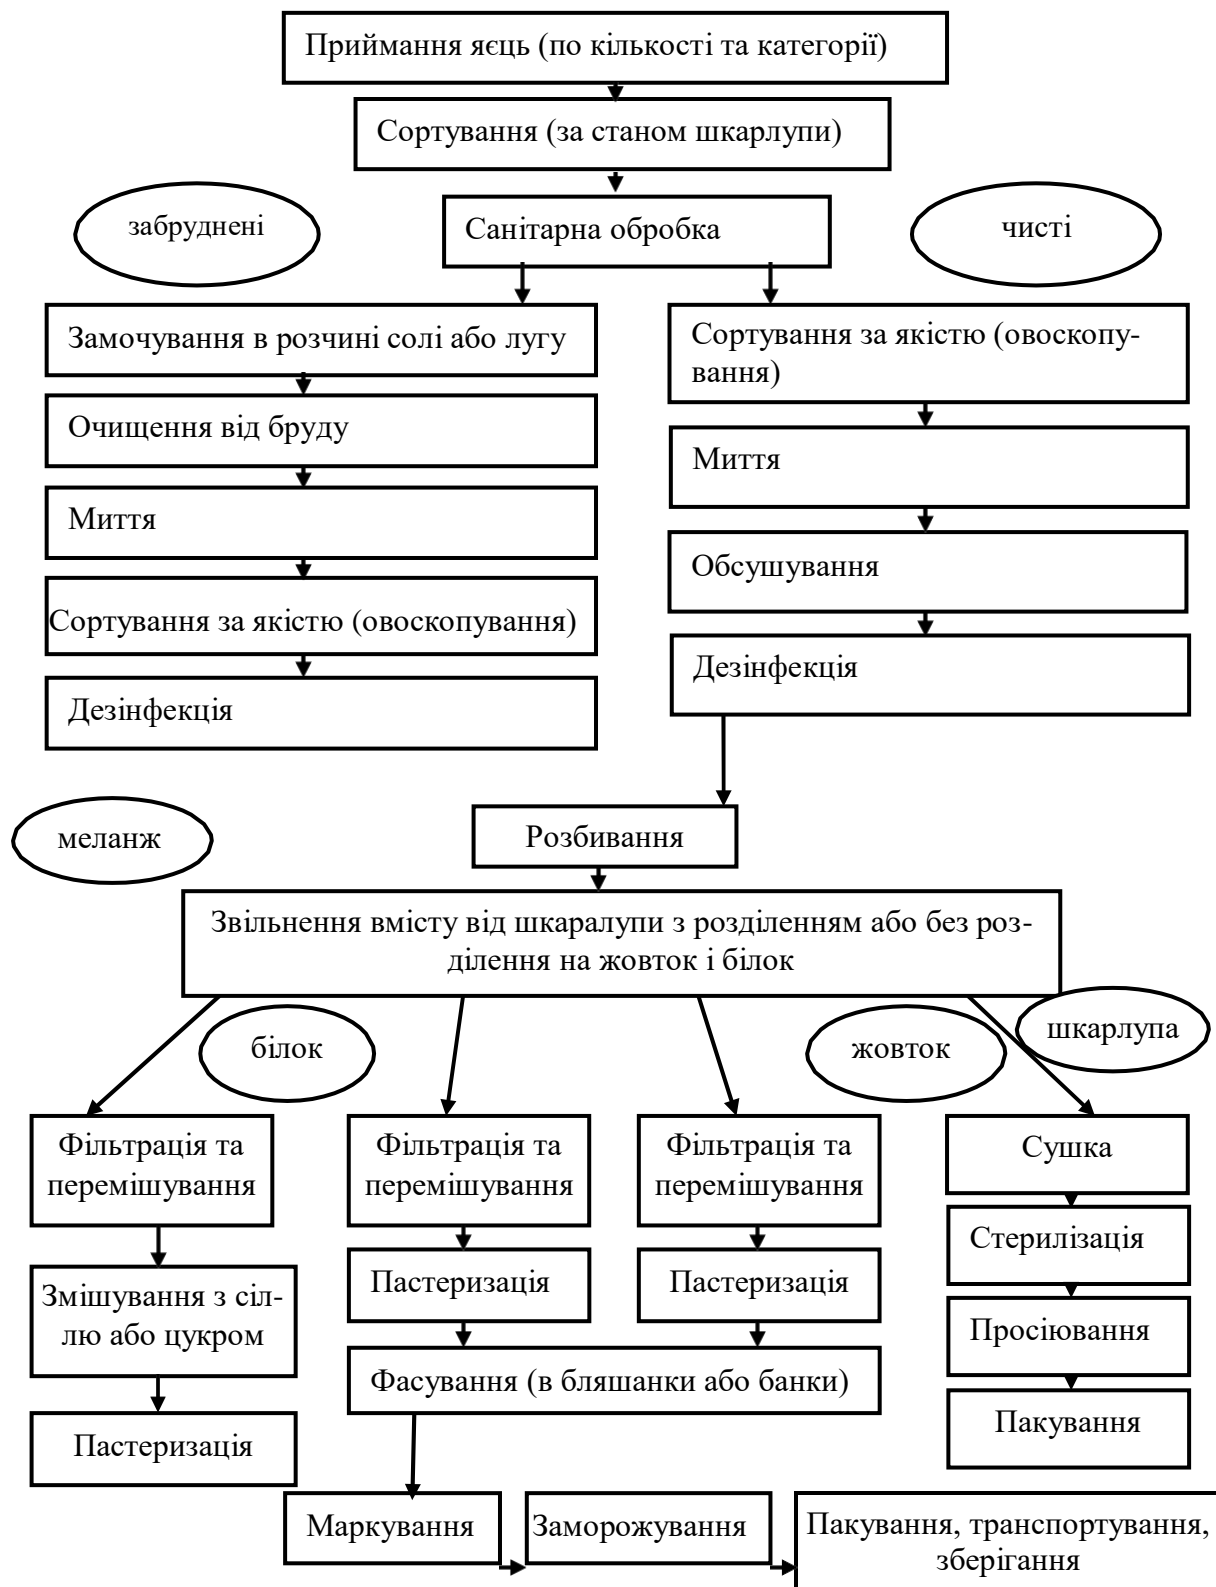 Приймання яєць (по кількості та категорії)
Сортування (за станом шкарлупи)
забруднені
Санітарна обробка
чисті
Замочування в розчині солі або лугу
Очищення від бруду
Миття
Сортування за якістю (овоскопування)
Дезінфекція
Сортування за якістю (овоскопу-
вання)
Миття
Обсушування
Дезінфекція
меланж
Розбивання
Звільнення вмісту від шкаралупи з розділенням або без роз-
ділення на жовток і білок
білок
жовток
шкарлупа
Фільтрація та
перемішування
Змішування з сіл-
лю або цукром
Пастеризація
Фільтрація та
перемішування
Пастеризація
Фільтрація та
перемішування
Пастеризація
Фасування (в бляшанки або банки)
Сушка
Стерилізація
Просіювання
Пакування
Маркування
Заморожування
Пакування, транспортування,
зберігання